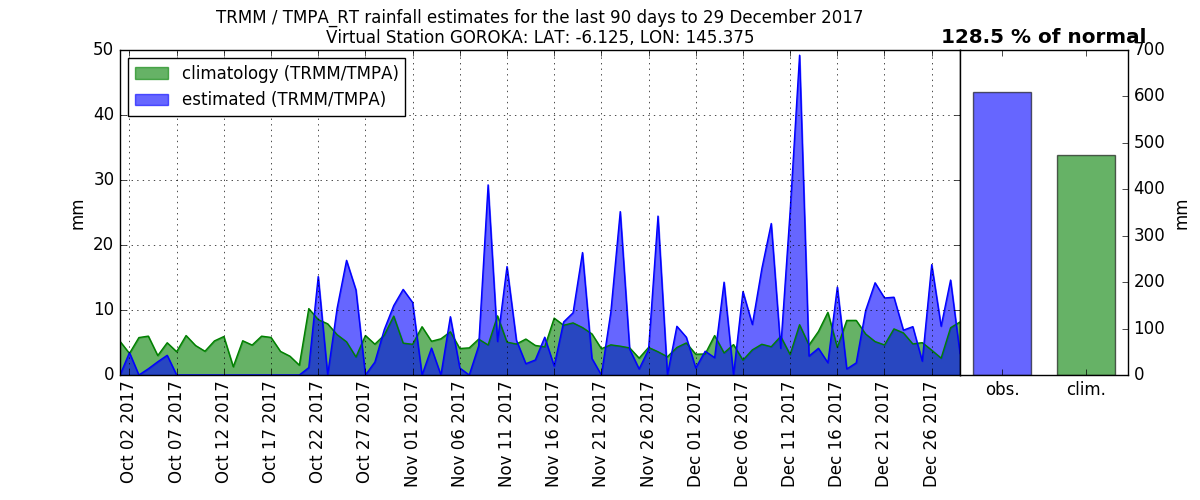 TRMM / TMPA_RT rainfall estimates for the last 90 days to 29 December 2017
Virtual Station GOROKA: LAT: -6.125, LON: 145.375
128.5 % of normal
climatology (TRMM/TMPA)
estimated (TRMM/TMPA)
50
40
30
20
10
0
mm
700
600
500
400
300
200
100
0
mm
obs.
clim.
Oct 02 2017
Oct 07 2017
Oct 12 2017
Oct 17 2017
Oct 22 2017
Oct 27 2017
Nov 01 2017
Nov 06 2017
Nov 11 2017
Nov 16 2017
Nov 21 2017
Nov 26 2017
Dec 01 2017
Dec 06 2017
Dec 11 2017
Dec 16 2017
Dec 21 2017
Dec 26 2017